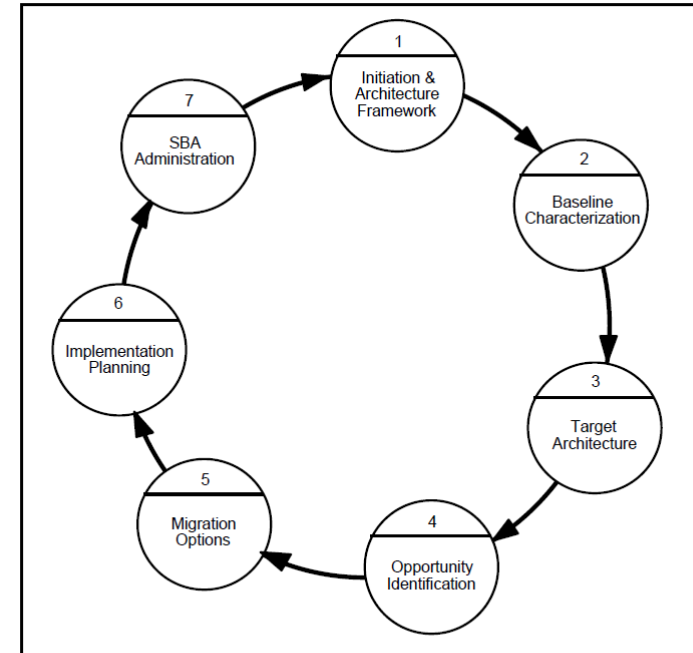 1
Initiation &
Architecture
Framework
2
Baseline
Characterization
3
Target
Architecture
4
Opportunity
Identification
5
Migration
Options
6
Implementation
Planning
7
SBA
Administration